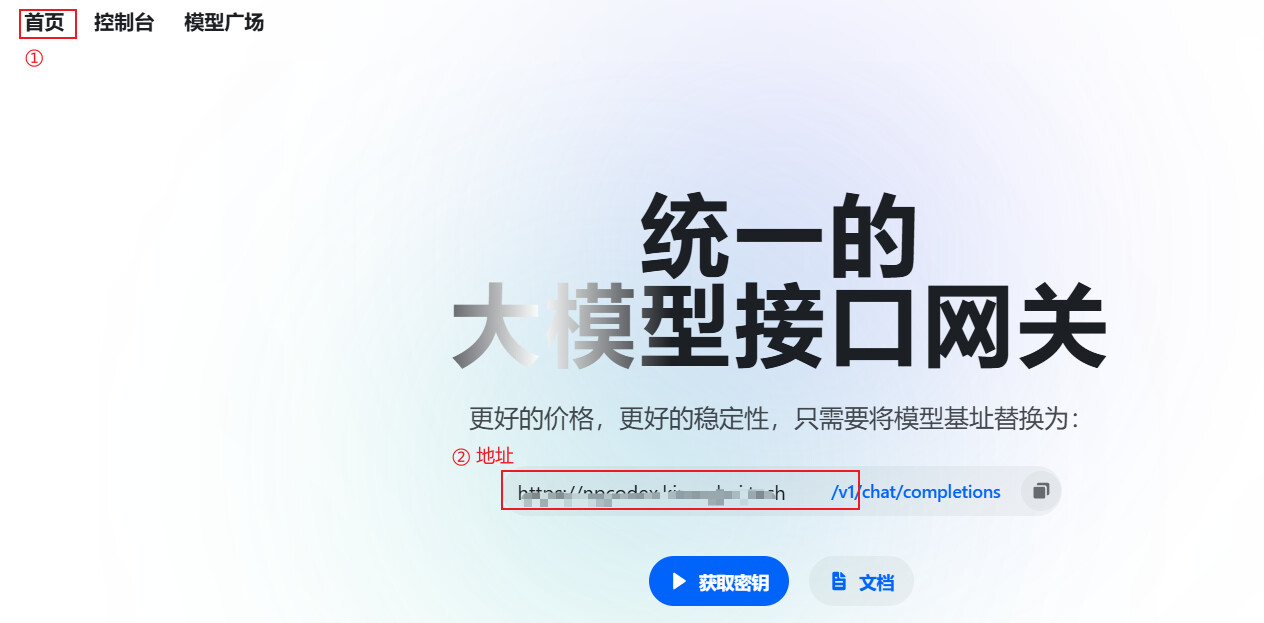 首页 控制台 模型广场
①
统一的
大模型接口网关
更好的价格，更好的稳定性，只需要将模型基址替换为：
② 地址
/v1/chat/completions
获取密钥 文档